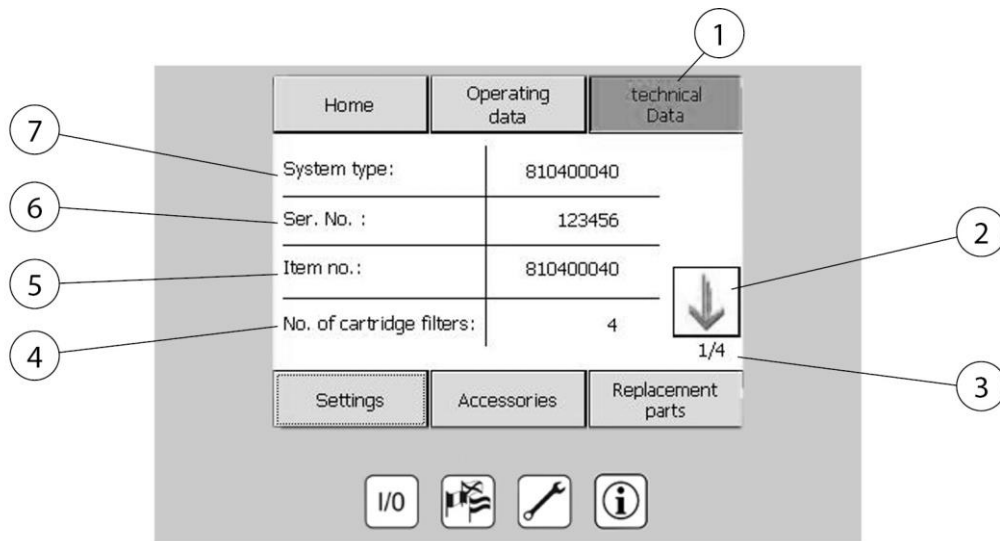 1
Home
Operating
data
technical
Data
7
System type:
810400040
6
Ser. No. :
123456
2
5
Item no.:
810400040
4
No. of cartridge filters:
4
1/4
3
Settings
Accessories
Replacement
parts
I/0
i